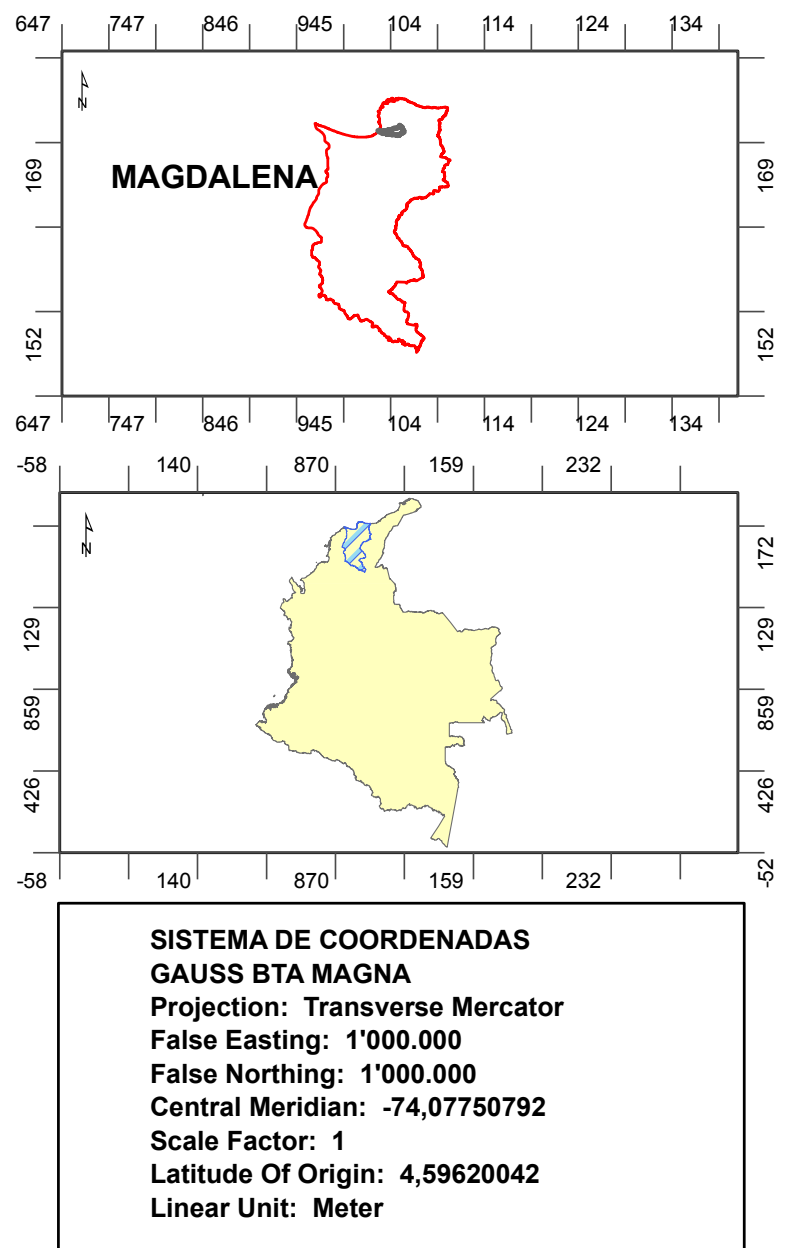 647 747 846 945 104 114 124 134
N
169 169
MAGDALENA
152 152
647 747 846 945 104 114 124 134
-58 140 870 159 232
N
172
129 129
859 859
426 426
-58 140 870 159 232 -52
SISTEMA DE COORDENADAS
GAUSS BTA MAGNA
Projection: Transverse Mercator
False Easting: 1'000.000
False Northing: 1'000.000
Central Meridian: -74,07750792
Scale Factor: 1
Latitude Of Origin: 4,59620042
Linear Unit: Meter